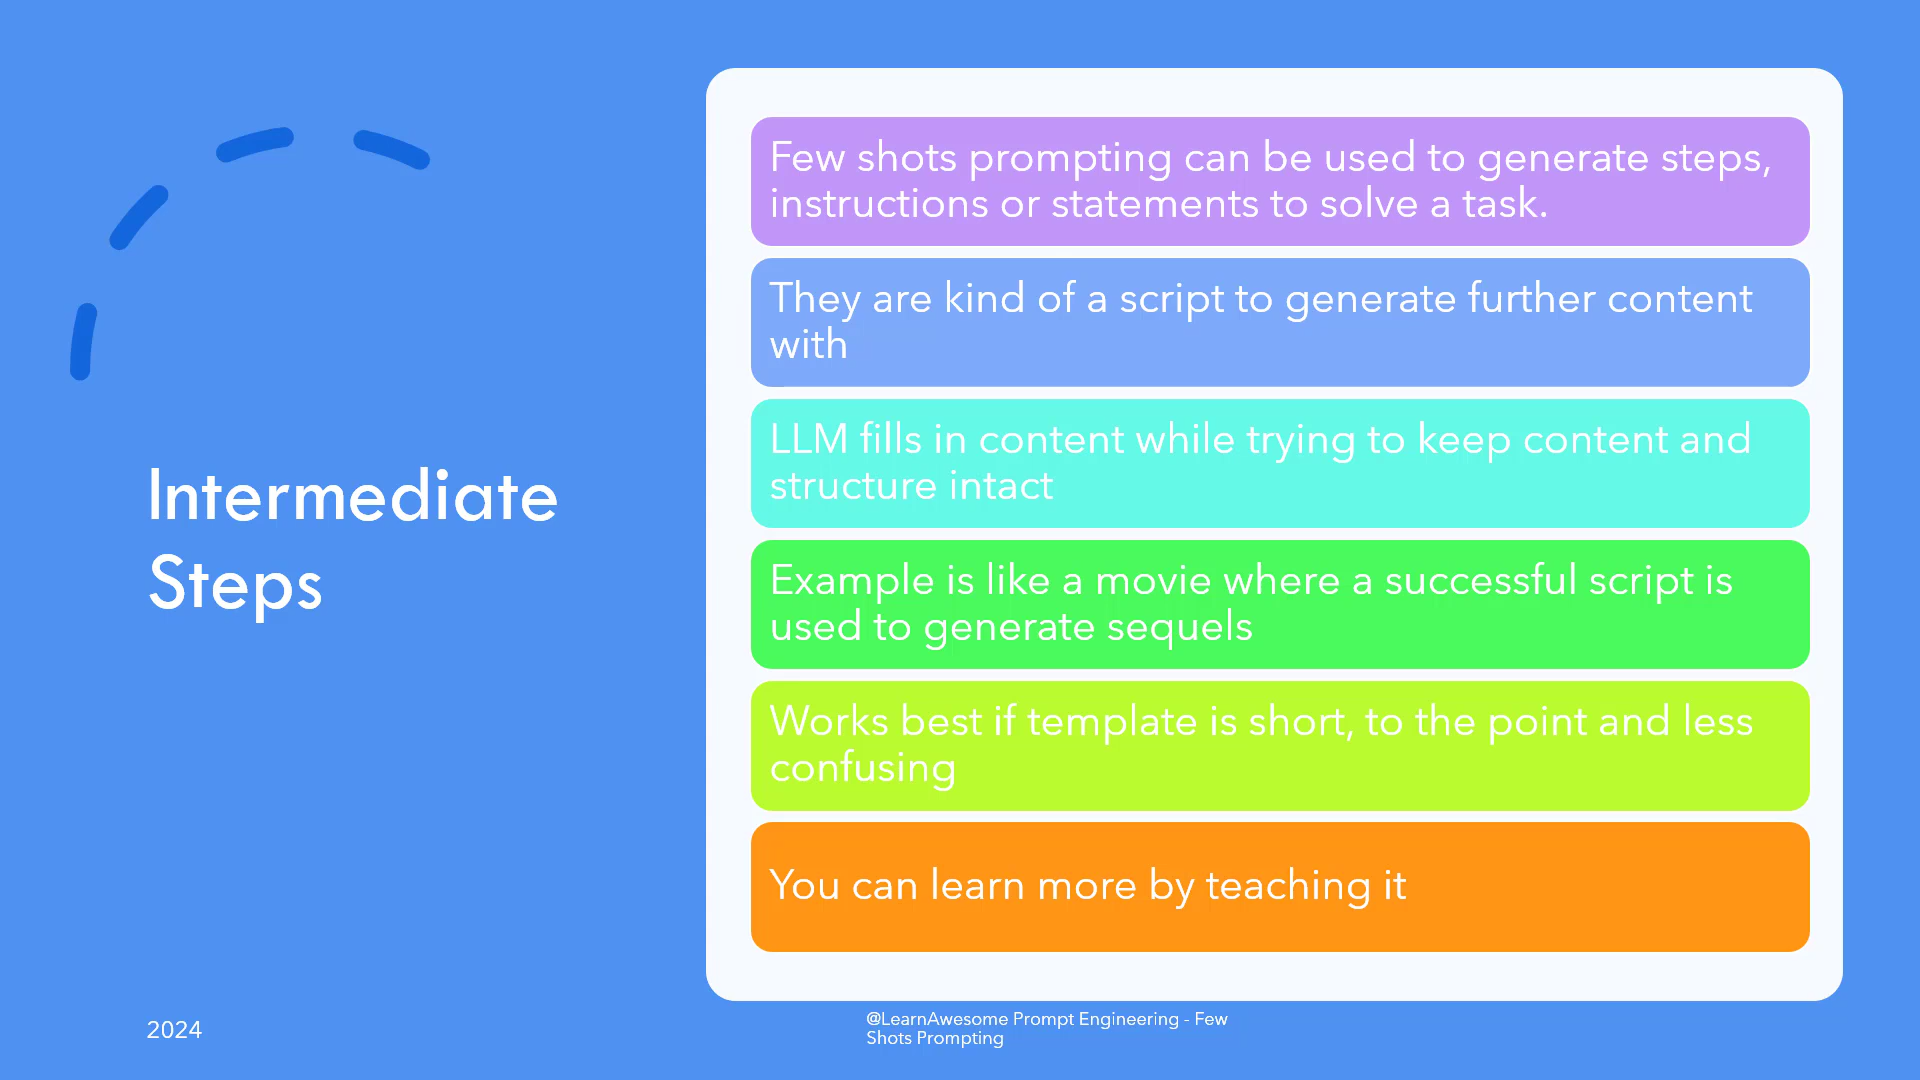 Intermediate
Steps
Few shots prompting can be used to generate steps,
instructions or statements to solve a task.
They are kind of a script to generate further content
with
LLM fills in content while trying to keep content and
structure intact
Example is like a movie where a successful script is
used to generate sequels
Works best if template is short, to the point and less
confusing
You can learn more by teaching it
2024
@LearnAwesome Prompt Engineering - Few
Shots Prompting